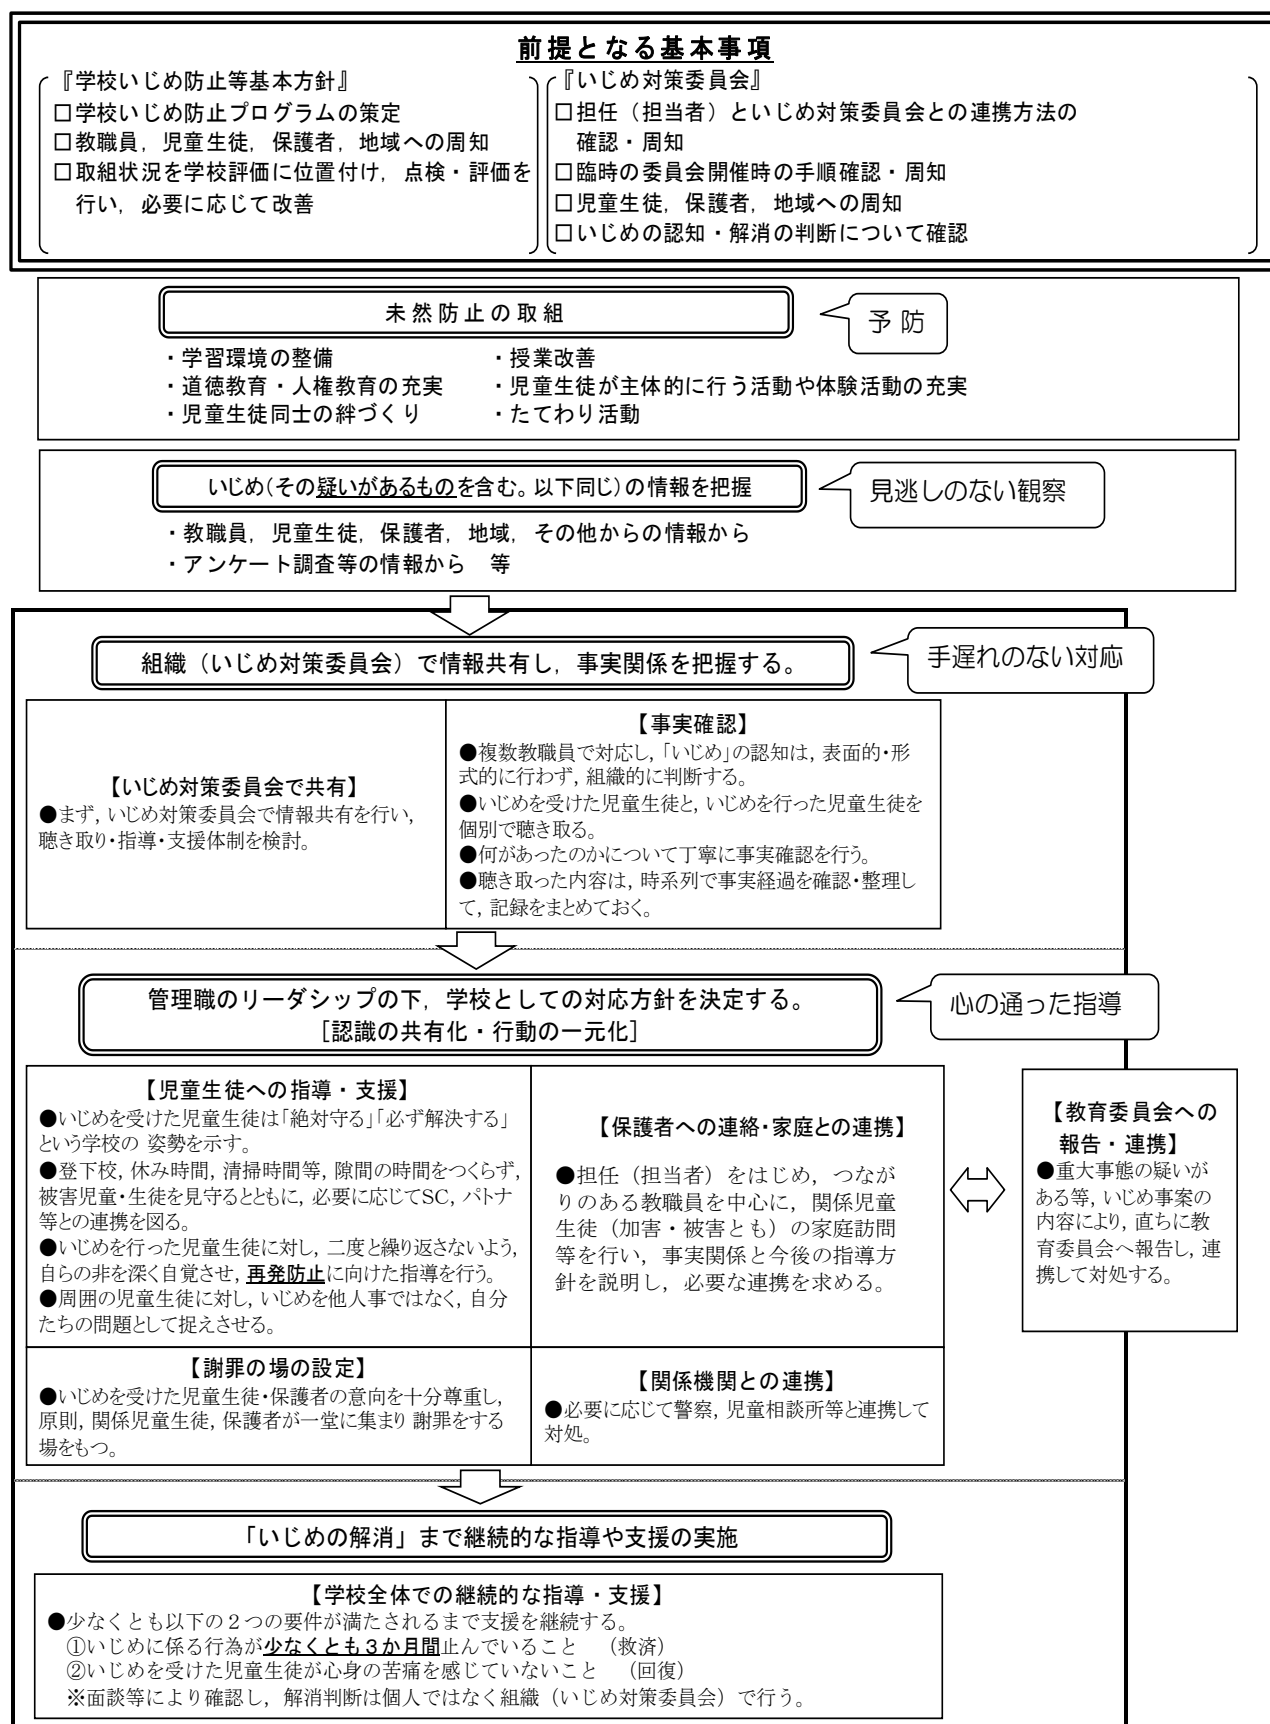 前提となる基本事項
『学校いじめ防止等基本方針』
□学校いじめ防止プログラムの策定
□教職員，児童生徒，保護者，地域への周知
□取組状況を学校評価に位置付け，点検・評価を
行い，必要に応じて改善
『いじめ対策委員会』
□担任（担当者）といじめ対策委員会との連携方法の
確認・周知
□臨時の委員会開催時の手順確認・周知
□児童生徒，保護者，地域への周知
□いじめの認知・解消の判断について確認
未然防止の取組
予防
・学習環境の整備
・道徳教育・人権教育の充実
・児童生徒同士の絆づくり
・授業改善
・児童生徒が主体的に行う活動や体験活動の充実
・たてわり活動
いじめ（その疑いがあるものを含む。以下同じ）の情報を把握
見逃しのない観察
・教職員，児童生徒，保護者，地域，その他からの情報から
・アンケート調査等の情報から　等
組織（いじめ対策委員会）で情報共有し，事実関係を把握する。
手遅れのない対応
【いじめ対策委員会で共有】
●まず，いじめ対策委員会で情報共有を行い，
聴き取り・指導・支援体制を検討。
【事実確認】
●複数教職員で対応し，「いじめ」の認知は，表面的・形
式的に行わず，組織的に判断する。
●いじめを受けた児童生徒と，いじめを行った児童生徒を
個別で聴き取る。
●何があったのかについて丁寧に事実確認を行う。
●聴き取った内容は，時系列で事実経過を確認・整理し
て，記録をまとめておく。
管理職のリーダシップの下，学校としての対応方針を決定する。
［認識の共有化・行動の一元化］
心の通った指導
【児童生徒への指導・支援】
●いじめを受けた児童生徒は「絶対守る」「必ず解決する」
という学校の 姿勢を示す。
●登下校，休み時間，清掃時間等，隙間の時間をつくらず，
被害児童・生徒を見守るとともに，必要に応じてSC，パトナ
等との連携を図る。
●いじめを行った児童生徒に対し，二度と繰り返さないよう，
自らの非を深く自覚させ，再発防止に向けた指導を行う。
●周囲の児童生徒に対し，いじめを他人事ではなく，自分
たちの問題として捉えさせる。
【保護者への連絡・家庭との連携】
●担任（担当者）をはじめ，つなが
りのある教職員を中心に，関係児童
生徒（加害・被害とも）の家庭訪問
等を行い，事実関係と今後の指導方
針を説明し，必要な連携を求める。
【教育委員会への
報告・連携】
●重大事態の疑いが
ある等，いじめ事案の
内容により，直ちに教
育委員会へ報告し，連
携して対処する。
【謝罪の場の設定】
●いじめを受けた児童生徒・保護者の意向を十分尊重し，
原則，関係児童生徒，保護者が一堂に集まり 謝罪をする
場をもつ。
【関係機関との連携】
●必要に応じて警察，児童相談所等と連携して
対処。
「いじめの解消」まで継続的な指導や支援の実施
【学校全体での継続的な指導・支援】
●少なくとも以下の２つの要件が満たされるまで支援を継続する。
①いじめに係る行為が少なくとも３か月間止んでいること　（救済）
②いじめを受けた児童生徒が心身の苦痛を感じていないこと　（回復）
※面談等により確認し，解消判断は個人ではなく組織（いじめ対策委員会）で行う。